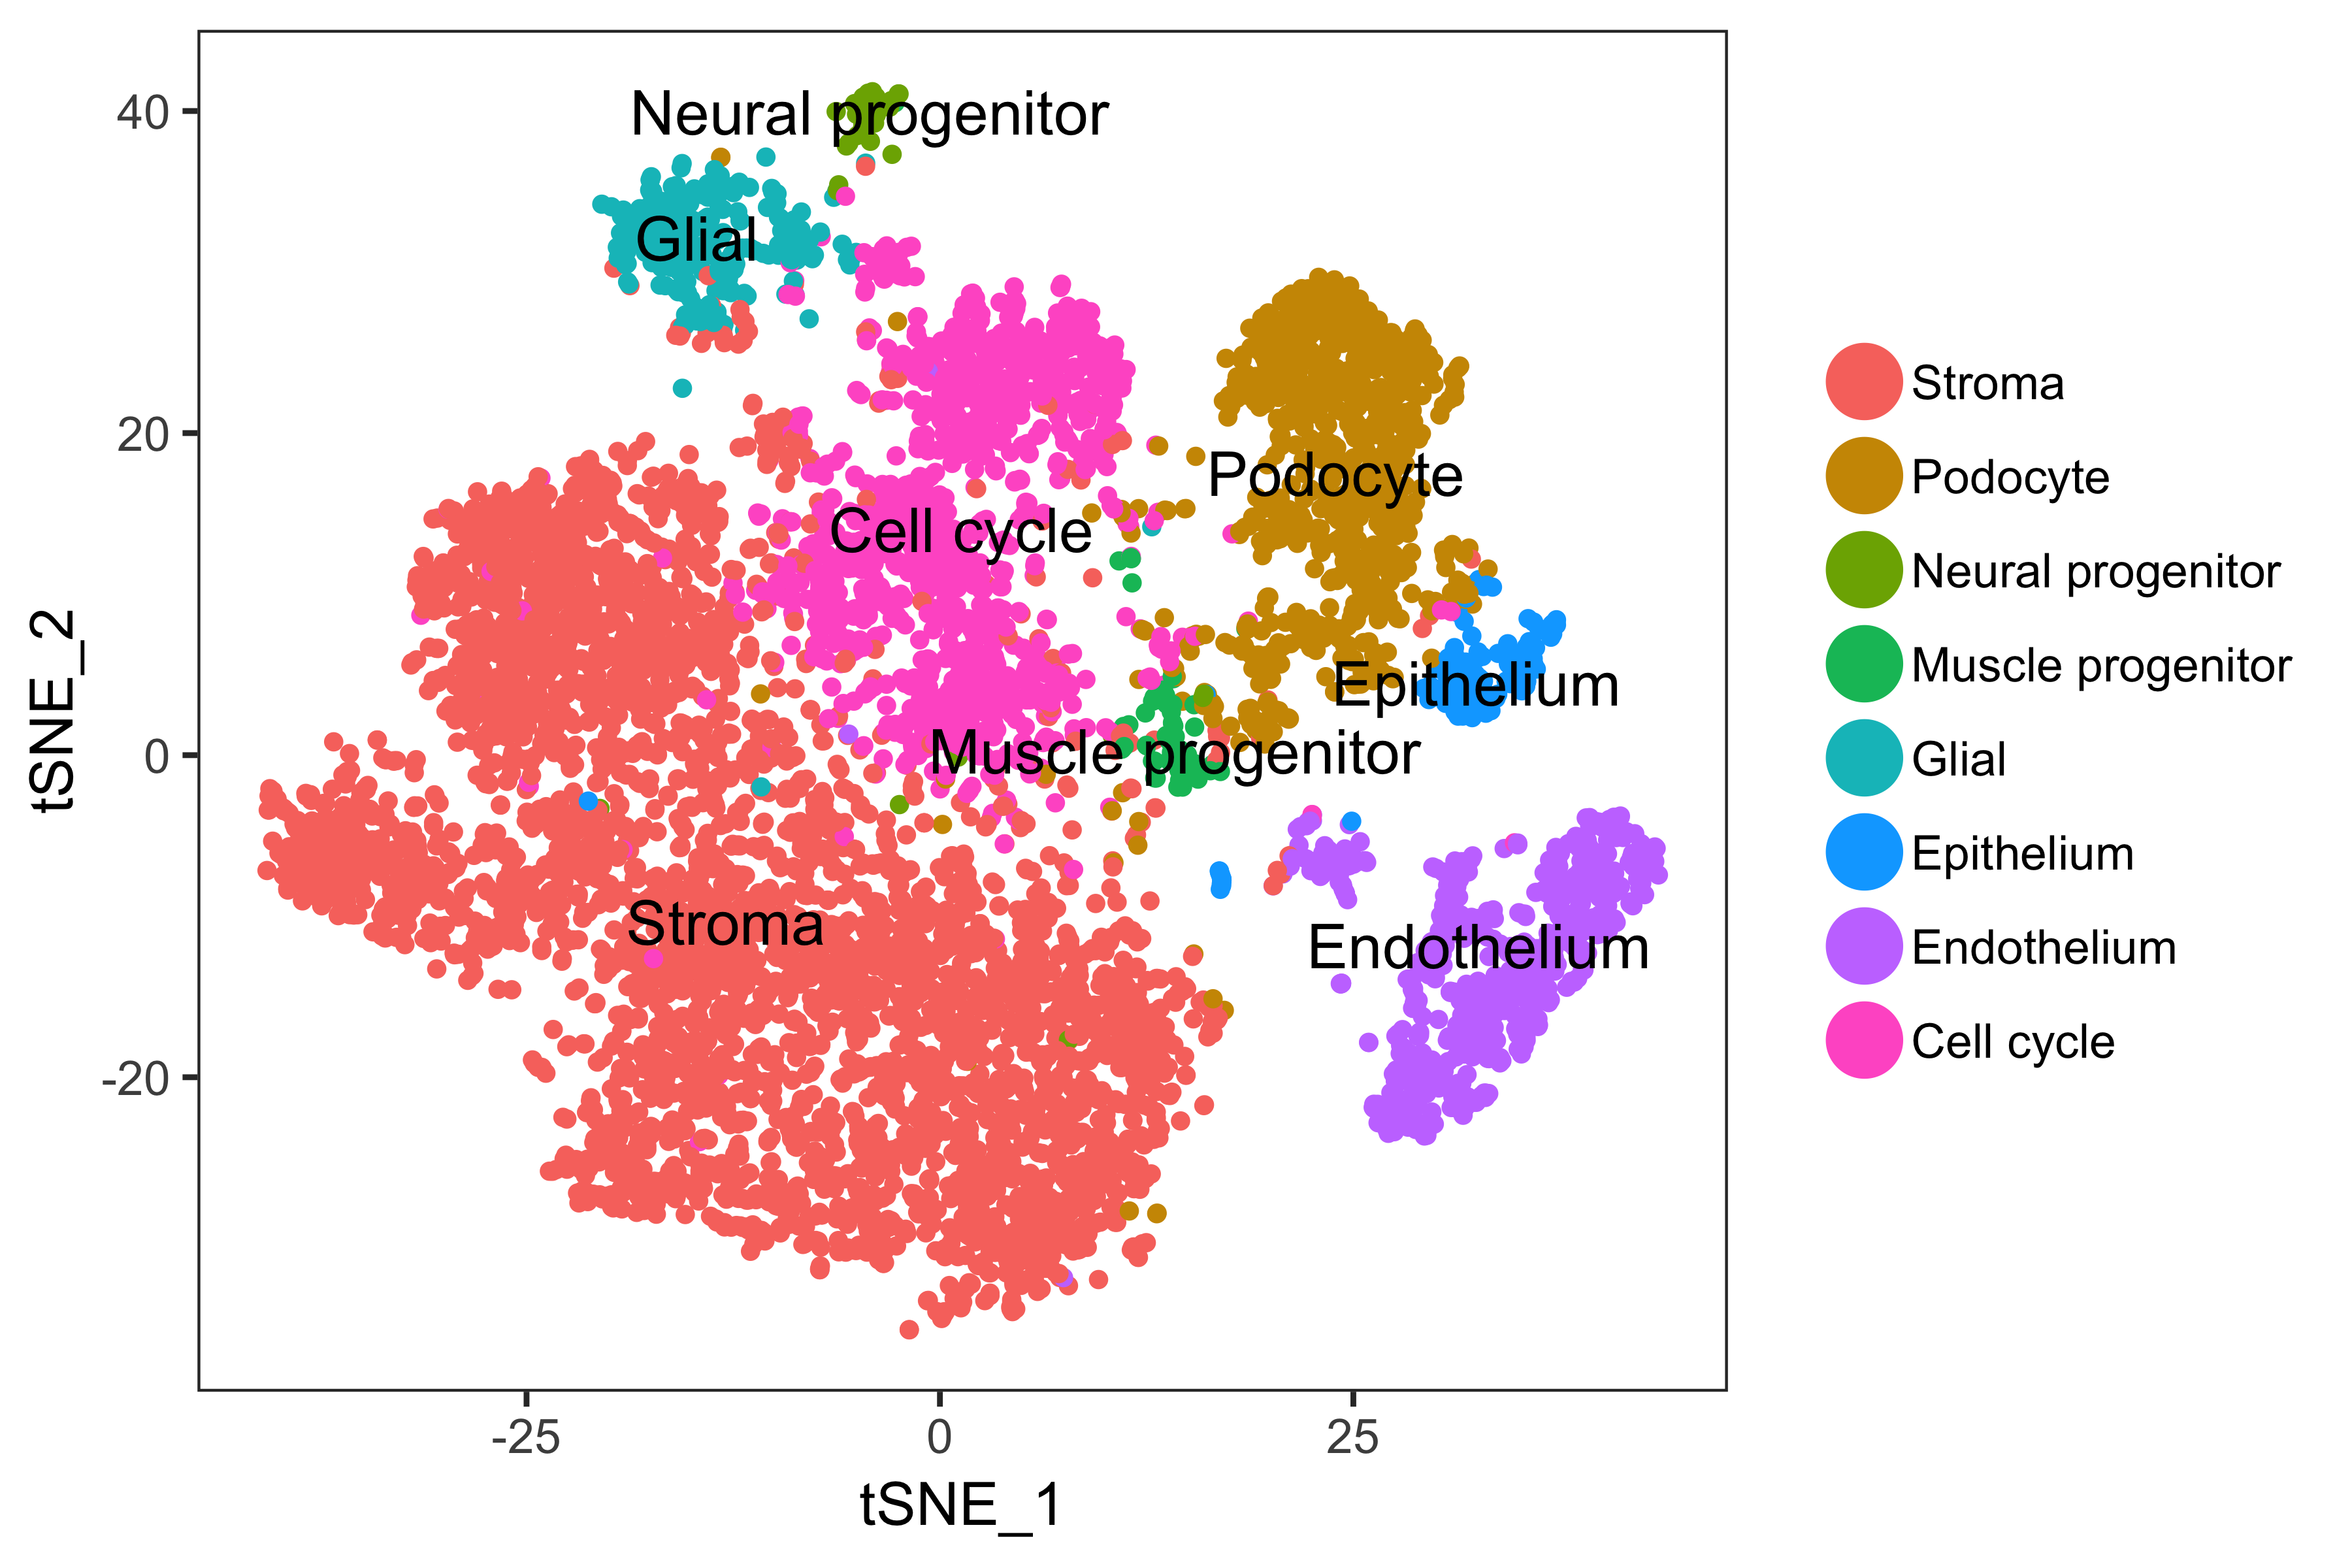 Neural progenitor
Glial
Podocyte
Cell cycle
Epithelium
Muscle progenitor
Stroma
Endothelium
40
20
0
-20
tSNE_2
-25
0
25
tSNE_1
Stroma
Podocyte
Neural progenitor
Muscle progenitor
Glial
Epithelium
Endothelium
Cell cycle